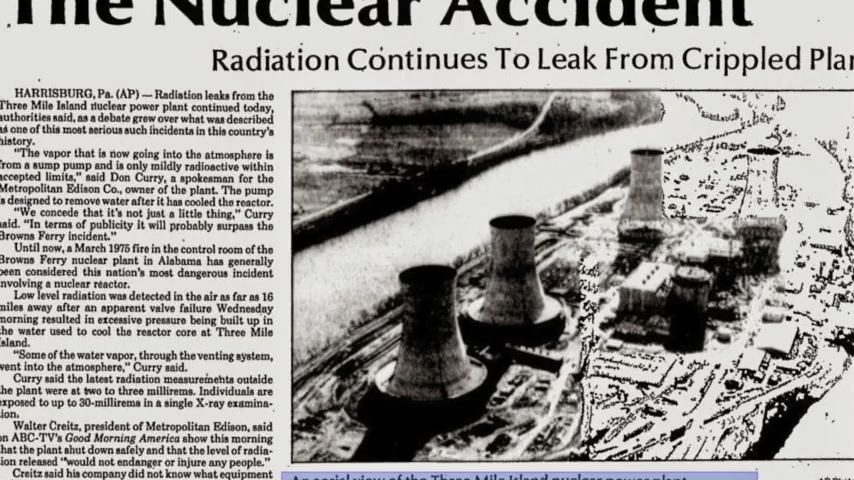 The Nuclear Accident
Radiation Continues To Leak From Crippled
HARRISBURG, Pa. (AP) — Radiation leaks from the
Three Mile Island nuclear power plant continued today,
authorities said, as a debate grew over what was described
as one of this most serious such incidents in this country's
history.
"The vapor that is now going into the atmosphere is
from a sump pump and is only mildly radioactive within
accepted limits," said Don Curry, a spokesman for the
Metropolitan Edison Co., owner of the plant. The pump
is designed to remove water after it has cooled the reactor.
"We concede that it's not just a little thing," Curry
said. "In terms of publicity it will probably surpass the
Browns Ferry incident."
Until now, a March 1975 fire in the control room of the
Browns Ferry nuclear plant in Alabama has generally
been considered this nation's most dangerous incident
involving a nuclear reactor.
Low level radiation was detected in the air as far as 16
miles away after an apparent valve failure Wednesday
morning resulted in excessive pressure being built up in
the water used to cool the reactor core at Three Mile
Island.
"Some of the water vapor, through the venting system,
went into the atmosphere," Curry said.
Curry said the latest radiation measurements outside
the plant were at two to three millirems. Individuals are
exposed to up to 30-millirems in a single X-ray examina-
tion.
Walter Creitz, president of Metropolitan Edison, said
on ABC-TV's Good Morning America show this morning
that the plant shut down safely and that the level of radia-
tion released "would not endanger or injure any people."
Creitz said his company did not know what equipment
An aerial view of the Three Mile Island nuclear power plant